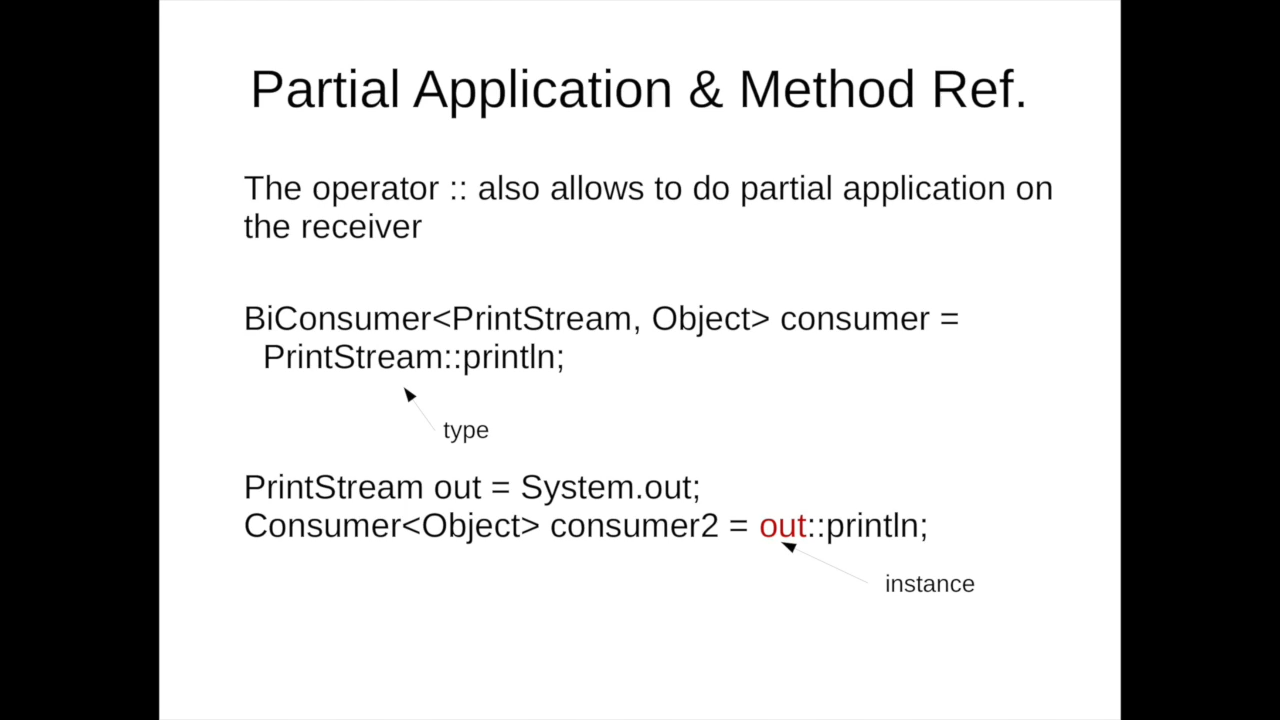 Partial Application & Method Ref.
The operator :: also allows to do partial application on
the receiver
BiConsumer<PrintStream, Object> consumer =
PrintStream::println;
type
PrintStream out = System.out;
Consumer<Object> consumer2 = out::println;
instance